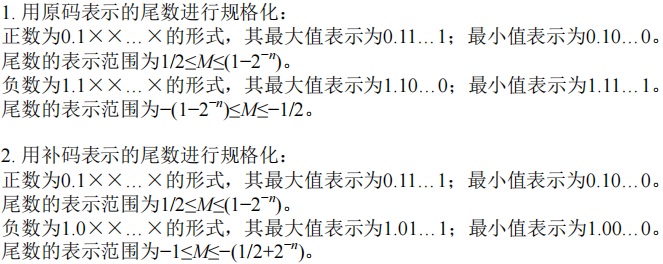 1. 用原码表示的尾数进行规格化：
正数为0.1××…×的形式，其最大值表示为0.11…1；最小值表示为0.10…0。
尾数的表示范围为1/2≤M≤(1−2⁻ⁿ)。
负数为1.1××…×的形式，其最大值表示为1.10…0；最小值表示为1.11…1。
尾数的表示范围为−(1−2⁻ⁿ)≤M≤−1/2。
2. 用补码表示的尾数进行规格化：
正数为0.1××…×的形式，其最大值表示为0.11…1；最小值表示为0.10…0。
尾数的表示范围为1/2≤M≤(1−2⁻ⁿ)。
负数为1.0××…×的形式，其最大值表示为1.01…1；最小值表示为1.00…0。
尾数的表示范围为−1≤M≤−(1/2+2⁻ⁿ)。